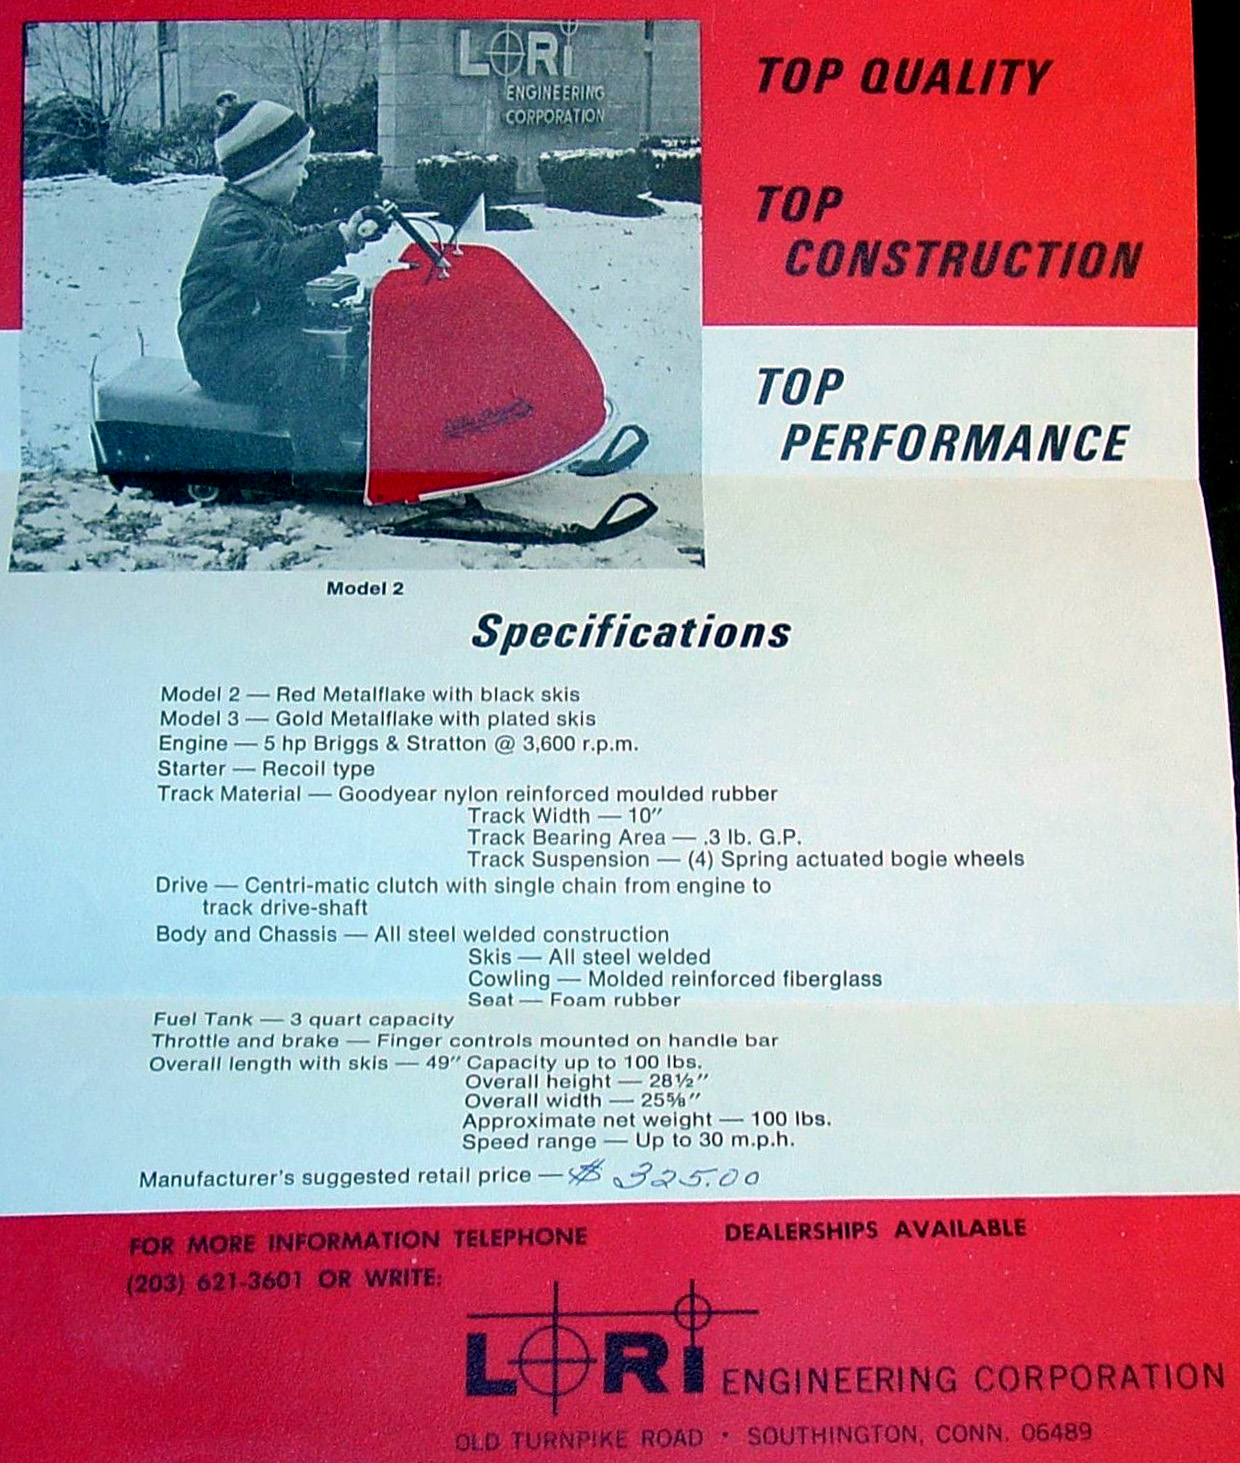 LORi
ENGINEERING
CORPORATION
TOP QUALITY
TOP
CONSTRUCTION
TOP
PERFORMANCE
Model 2
Specifications
Model 2 — Red Metalflake with black skis
Model 3 — Gold Metalflake with plated skis
Engine — 5 hp Briggs & Stratton @ 3,600 r.p.m.
Starter — Recoil type
Track Material — Goodyear nylon reinforced moulded rubber
Track Width — 10″
Track Bearing Area — .3 lb. G.P.
Track Suspension — (4) Spring actuated bogie wheels
Drive — Centri-matic clutch with single chain from engine to
track drive-shaft
Body and Chassis — All steel welded construction
Skis — All steel welded
Cowling — Molded reinforced fiberglass
Seat — Foam rubber
Fuel Tank — 3 quart capacity
Throttle and brake — Finger controls mounted on handle bar
Overall length with skis — 49″ Capacity up to 100 lbs.
Overall height — 28½″
Overall width — 25⅝″
Approximate net weight — 100 lbs.
Speed range — Up to 30 m.p.h.
Manufacturer's suggested retail price — $ 325.00
FOR MORE INFORMATION TELEPHONE DEALERSHIPS AVAILABLE
(203) 621-3601 OR WRITE:
LORi ENGINEERING CORPORATION
OLD TURNPIKE ROAD • SOUTHINGTON, CONN. 06489